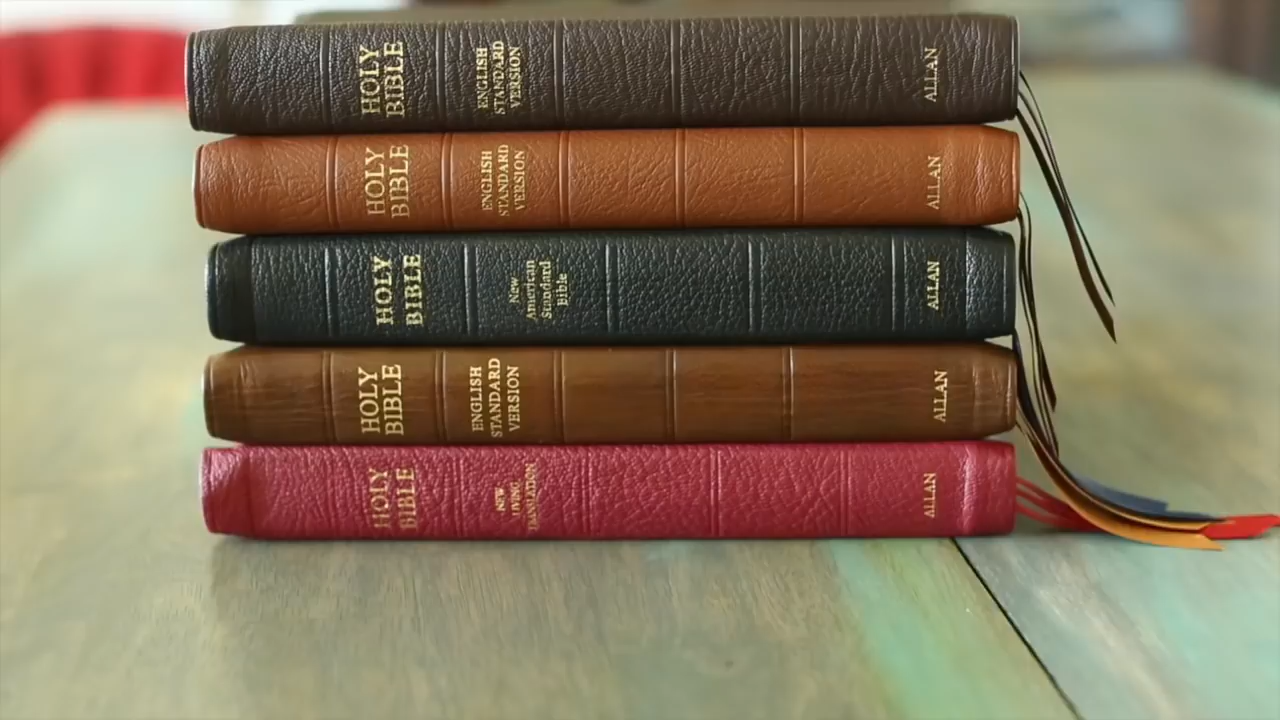 HOLY
BIBLE
ENGLISH
STANDARD
VERSION
ALLAN
HOLY
BIBLE
ENGLISH
STANDARD
VERSION
ALLAN
HOLY
BIBLE
New
American
Standard
Bible
ALLAN
HOLY
BIBLE
ENGLISH
STANDARD
VERSION
ALLAN
HOLY
BIBLE
NEW
LIVING
TRANSLATION
ALLAN